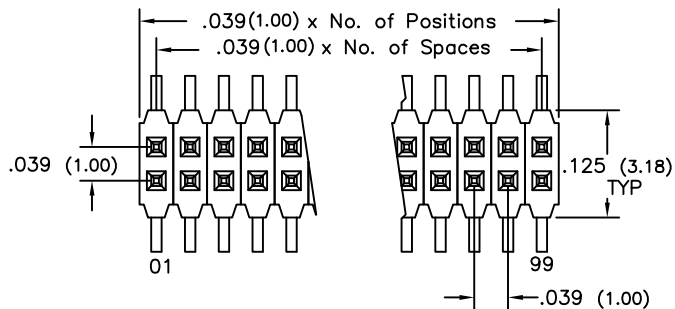 .039(1.00) x No. of Positions
.039(1.00) x No. of Spaces
.039 (1.00)
.125 (3.18)
TYP
01
99
.039 (1.00)